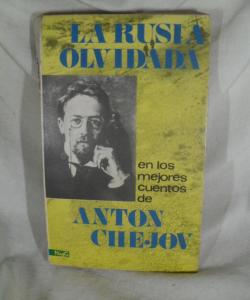 LA RUSIA
OLVIDADA
en los
mejores
cuentos
de
ANTON
CHEJOV